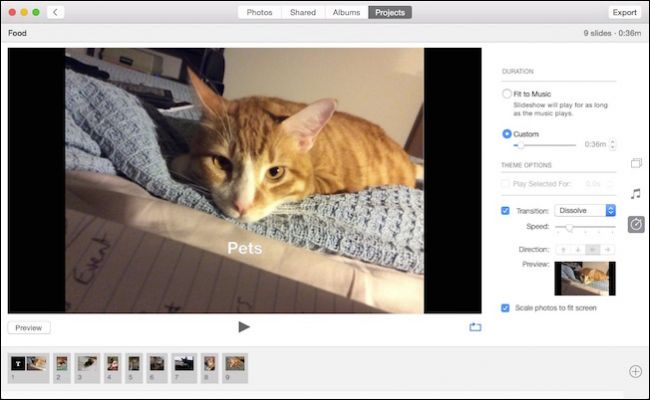 Photos Shared Albums Projects Export
Food 9 slides · 0:36m
DURATION
Fit to Music
Slideshow will play for as long
as the music plays.
Custom
0:36m
THEME OPTIONS
Play Selected For: 0.0s
Transition: Dissolve
Speed:
Direction:
Preview:
Scale photos to fit screen
Event
Pets
Preview
T
1 2 3 4 5 6 7 8 9